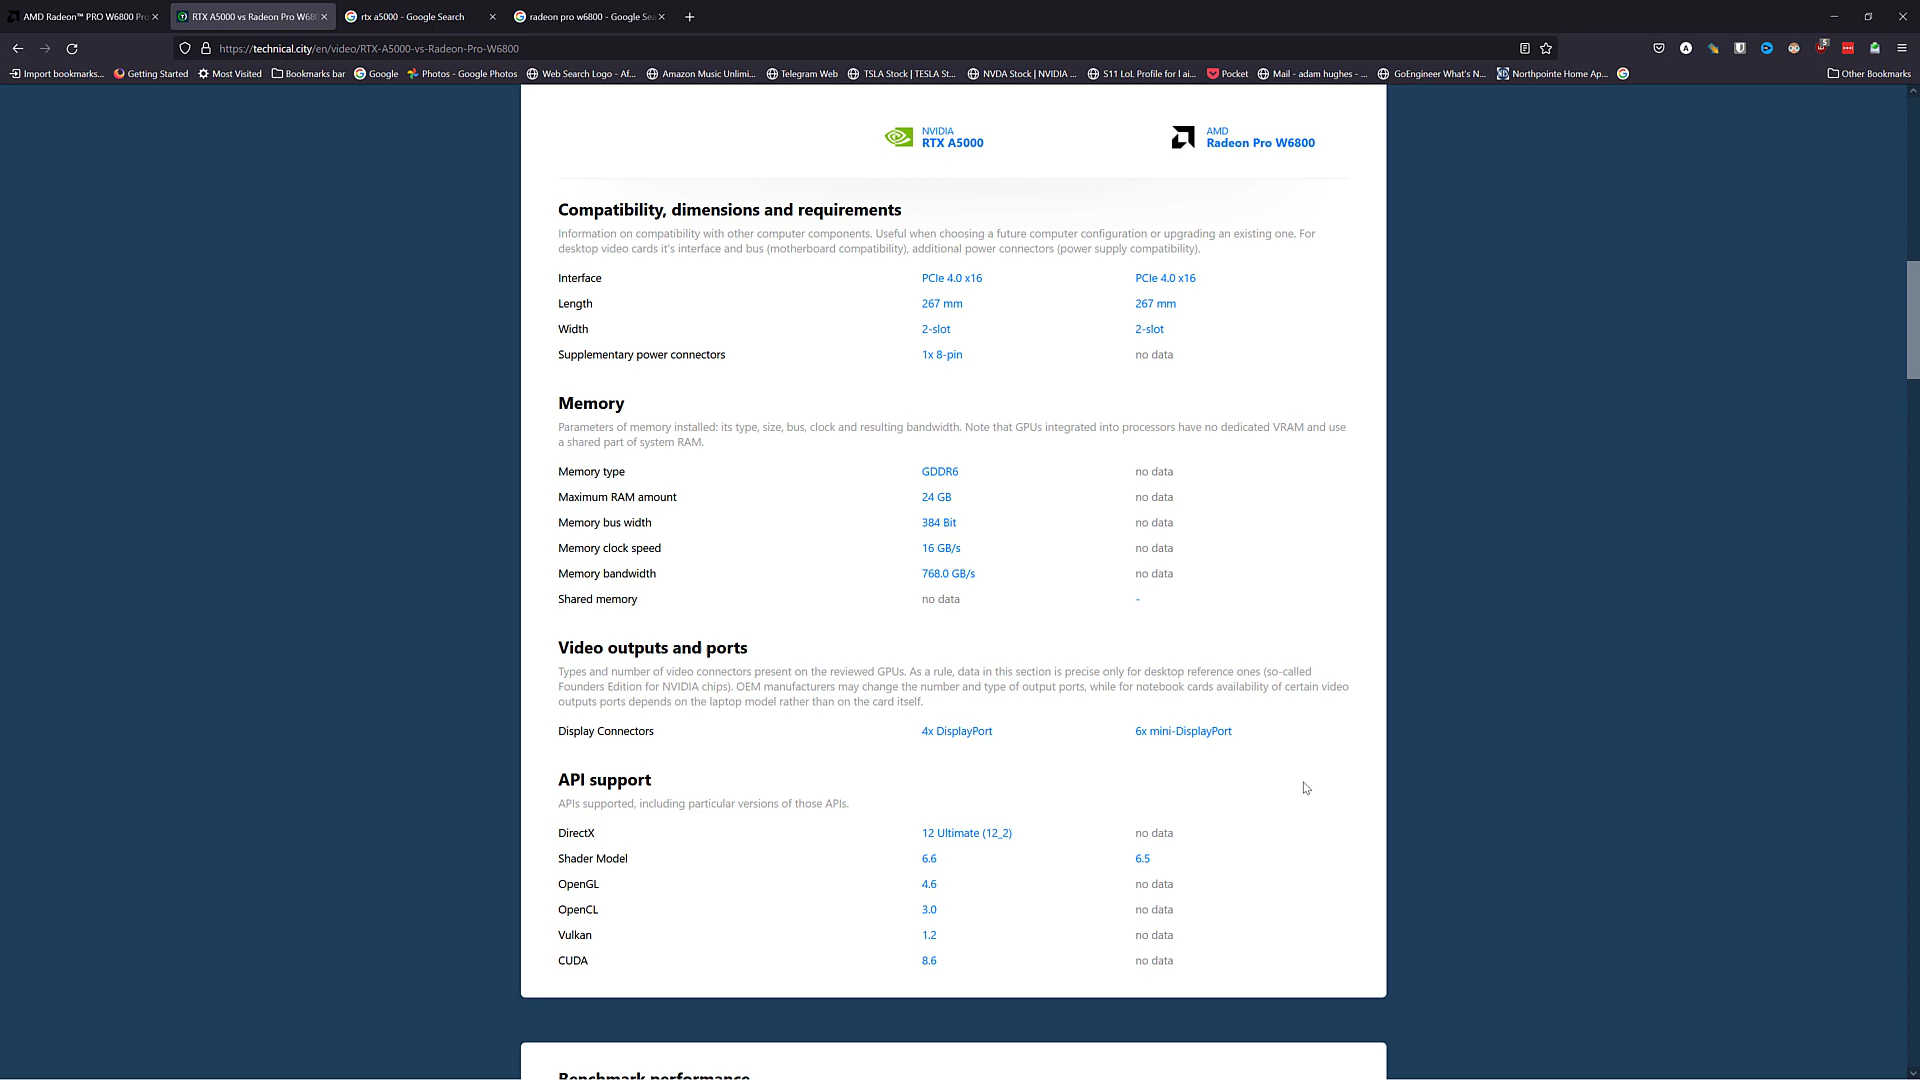 AMD Radeon™ PRO W6800 Pro
RTX A5000 vs Radeon Pro W680
rtx a5000 - Google Search
radeon pro w6800 - Google Sea
https://technical.city/en/video/RTX-A5000-vs-Radeon-Pro-W6800
Import bookmarks...
Getting Started
Most Visited
Bookmarks bar
Google
Photos - Google Photos
Web Search Logo - Af...
Amazon Music Unlimi...
Telegram Web
TSLA Stock | TESLA St...
NVDA Stock | NVIDIA ...
S11 LoL Profile for I ai...
Pocket
Mail - adam hughes - ...
GoEngineer What's N...
Northpointe Home Ap...
Other Bookmarks
NVIDIA
RTX A5000
AMD
Radeon Pro W6800
Compatibility, dimensions and requirements
Information on compatibility with other computer components. Useful when choosing a future computer configuration or upgrading an existing one. For
desktop video cards it's interface and bus (motherboard compatibility), additional power connectors (power supply compatibility).
Interface PCIe 4.0 x16 PCIe 4.0 x16
Length 267 mm 267 mm
Width 2-slot 2-slot
Supplementary power connectors 1x 8-pin no data
Memory
Parameters of memory installed: its type, size, bus, clock and resulting bandwidth. Note that GPUs integrated into processors have no dedicated VRAM and use
a shared part of system RAM.
Memory type GDDR6 no data
Maximum RAM amount 24 GB no data
Memory bus width 384 Bit no data
Memory clock speed 16 GB/s no data
Memory bandwidth 768.0 GB/s no data
Shared memory no data -
Video outputs and ports
Types and number of video connectors present on the reviewed GPUs. As a rule, data in this section is precise only for desktop reference ones (so-called
Founders Edition for NVIDIA chips). OEM manufacturers may change the number and type of output ports, while for notebook cards availability of certain video
outputs ports depends on the laptop model rather than on the card itself.
Display Connectors 4x DisplayPort 6x mini-DisplayPort
API support
APIs supported, including particular versions of those APIs.
DirectX 12 Ultimate (12_2) no data
Shader Model 6.6 6.5
OpenGL 4.6 no data
OpenCL 3.0 no data
Vulkan 1.2 no data
CUDA 8.6 no data
Benchmark performance